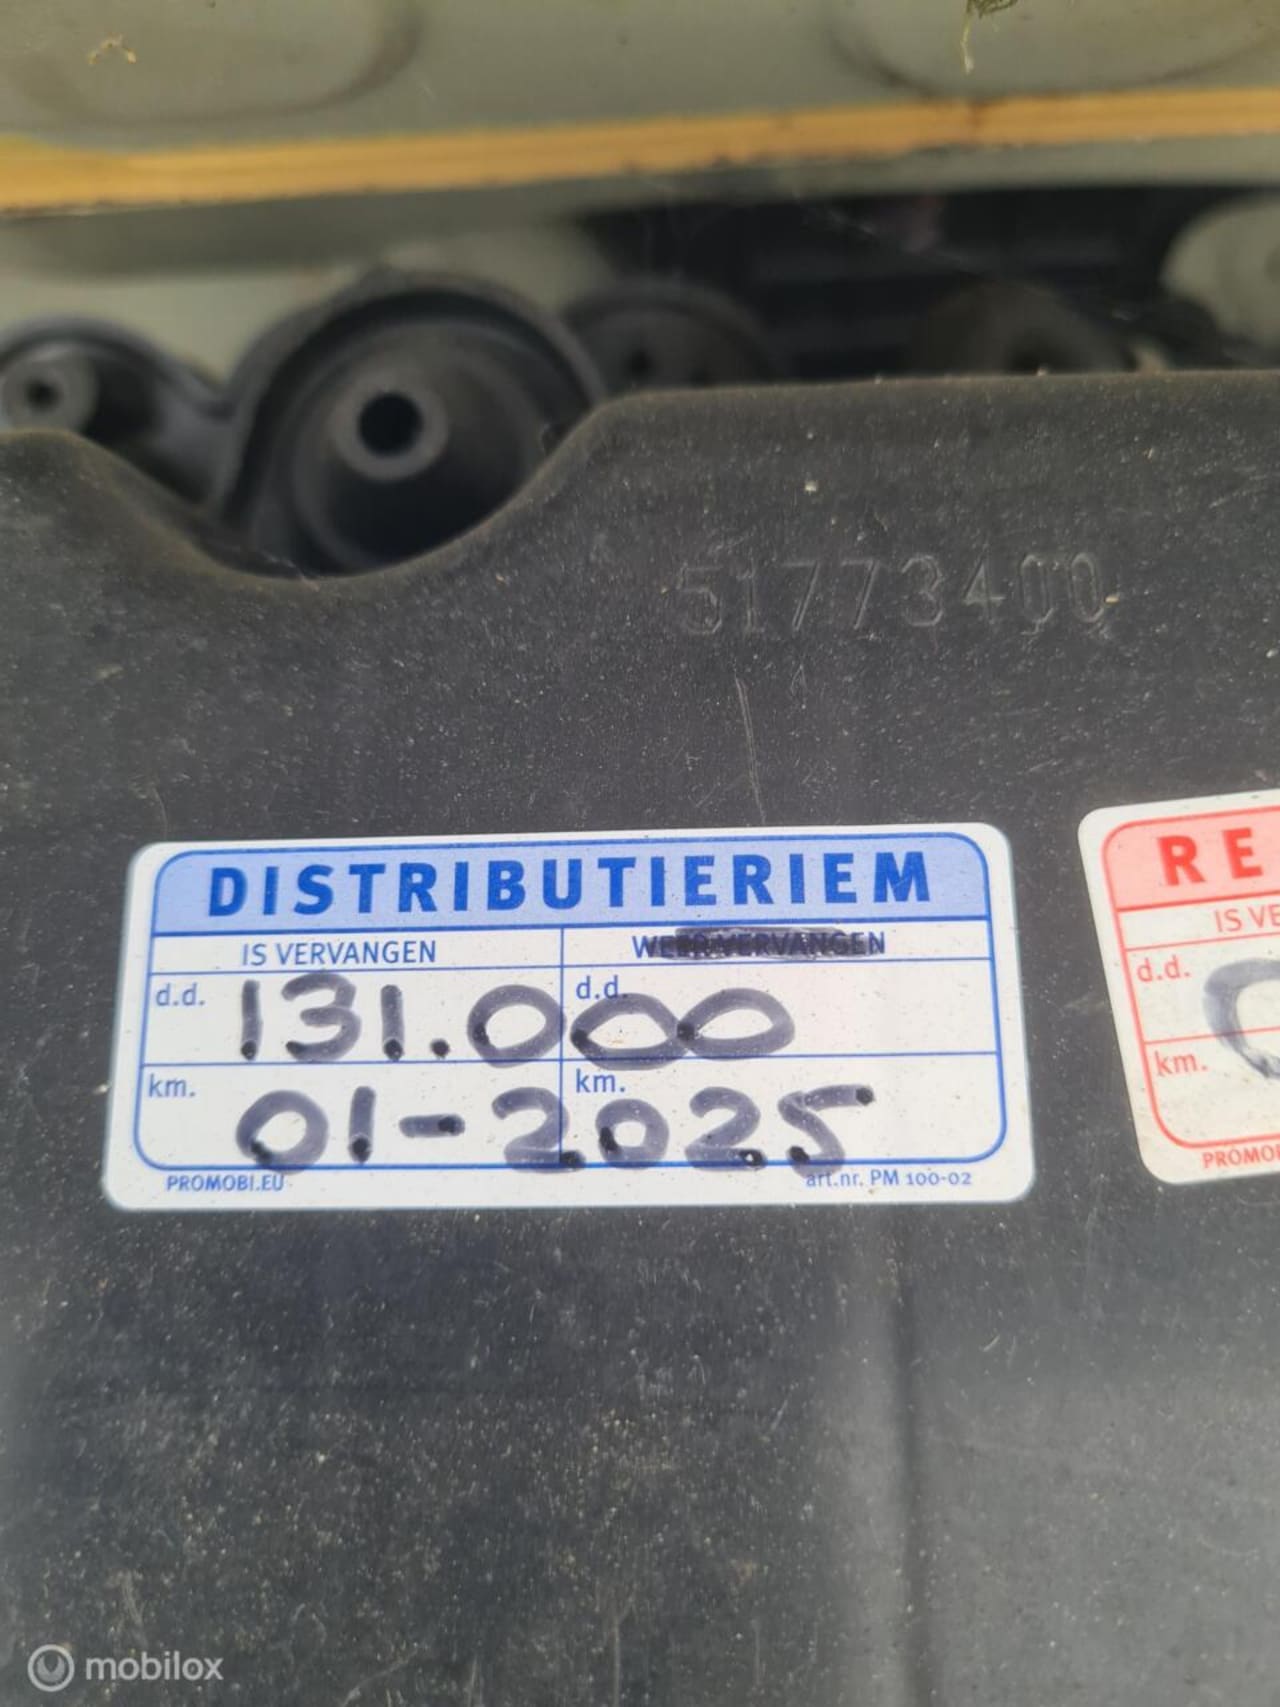 51773400
DISTRIBUTIERIEM
IS VERVANGEN
WEER VERVANGEN
d.d. 131.000 d.d.
km. 01-2025 km.
PROMOBI.EU
art.nr. PM 100-02
RE
IS VE
d.d.
km.
PROMO
mobilox